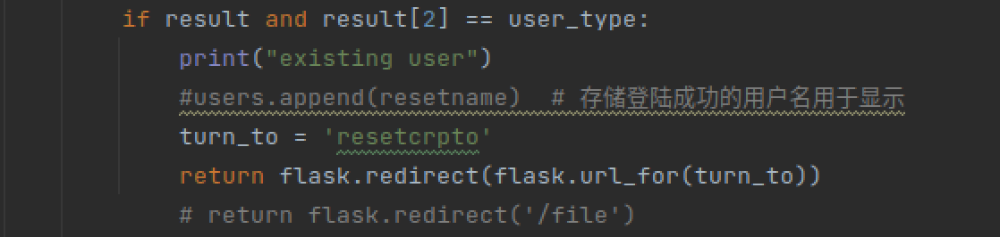 if result and result[2] == user_type:
print("existing user")
#users.append(resetname)  # 存储登陆成功的用户名用于显示
turn_to = 'resetcrpto'
return flask.redirect(flask.url_for(turn_to))
# return flask.redirect('/file')